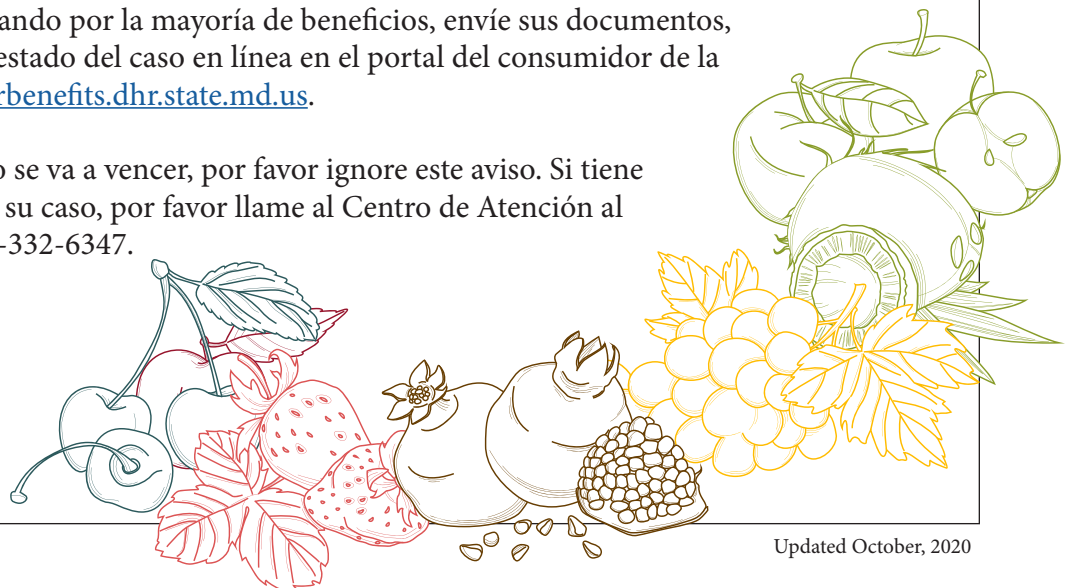 ando por la mayoría de beneficios, envíe sus documentos,
estado del caso en línea en el portal del consumidor de la
rbenefits.dhr.state.md.us.
o se va a vencer, por favor ignore este aviso. Si tiene
su caso, por favor llame al Centro de Atención al
-332-6347.
Updated October, 2020